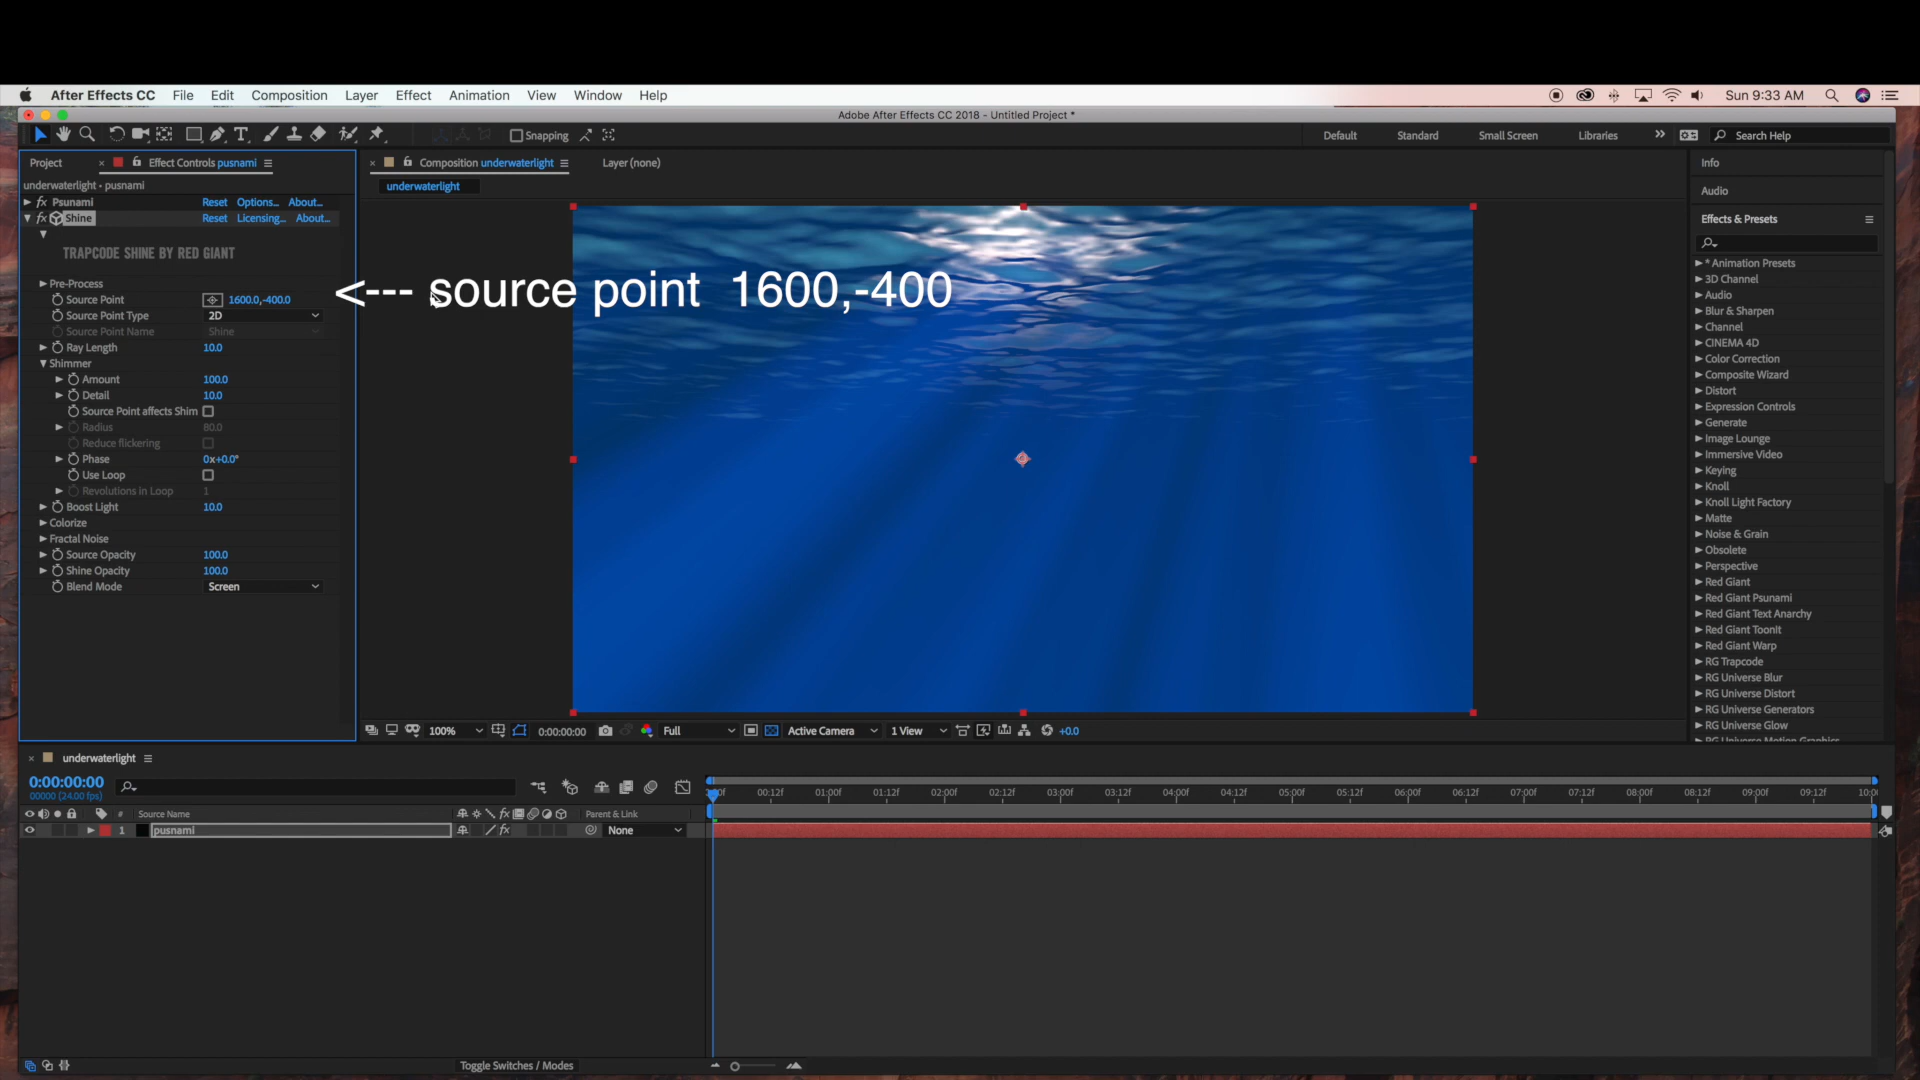 After Effects CC File Edit Composition Layer Effect Animation View Window Help Sun 9:33 AM
Adobe After Effects CC 2018 - Untitled Project *
Snapping Default Standard Small Screen Libraries Search Help
Project Effect Controls pusnami
underwaterlight • pusnami
fx Psunami Reset Options... About...
fx Shine Reset Licensing... About...
TRAPCODE SHINE BY RED GIANT
Pre-Process
Source Point 1600.0,-400.0
Source Point Type 2D
Source Point Name Shine
Ray Length 10.0
Shimmer
Amount 100.0
Detail 10.0
Source Point affects Shim
Radius 80.0
Reduce flickering
Phase 0x+0.0°
Use Loop
Revolutions in Loop 1
Boost Light 10.0
Colorize
Fractal Noise
Source Opacity 100.0
Shine Opacity 100.0
Blend Mode Screen
Composition underwaterlight Layer (none)
underwaterlight
<--- source point 1600,-400
100% 0:00:00:00 Full Active Camera 1 View +0.0
Info
Audio
Effects & Presets
* Animation Presets
3D Channel
Audio
Blur & Sharpen
Channel
CINEMA 4D
Color Correction
Composite Wizard
Distort
Expression Controls
Generate
Image Lounge
Immersive Video
Keying
Knoll
Knoll Light Factory
Matte
Noise & Grain
Obsolete
Perspective
Red Giant
Red Giant Psunami
Red Giant Text Anarchy
Red Giant ToonIt
Red Giant Warp
RG Trapcode
RG Universe Blur
RG Universe Distort
RG Universe Generators
RG Universe Glow
RG Universe Motion Graphics
underwaterlight
0:00:00:00
00000 (24.00 fps)
00:12f 01:00f 01:12f 02:00f 02:12f 03:00f 03:12f 04:00f 04:12f 05:00f 05:12f 06:00f 06:12f 07:00f 07:12f 08:00f 08:12f 09:00f 09:12f
# Source Name fx Parent & Link
1 pusnami fx None
Toggle Switches / Modes